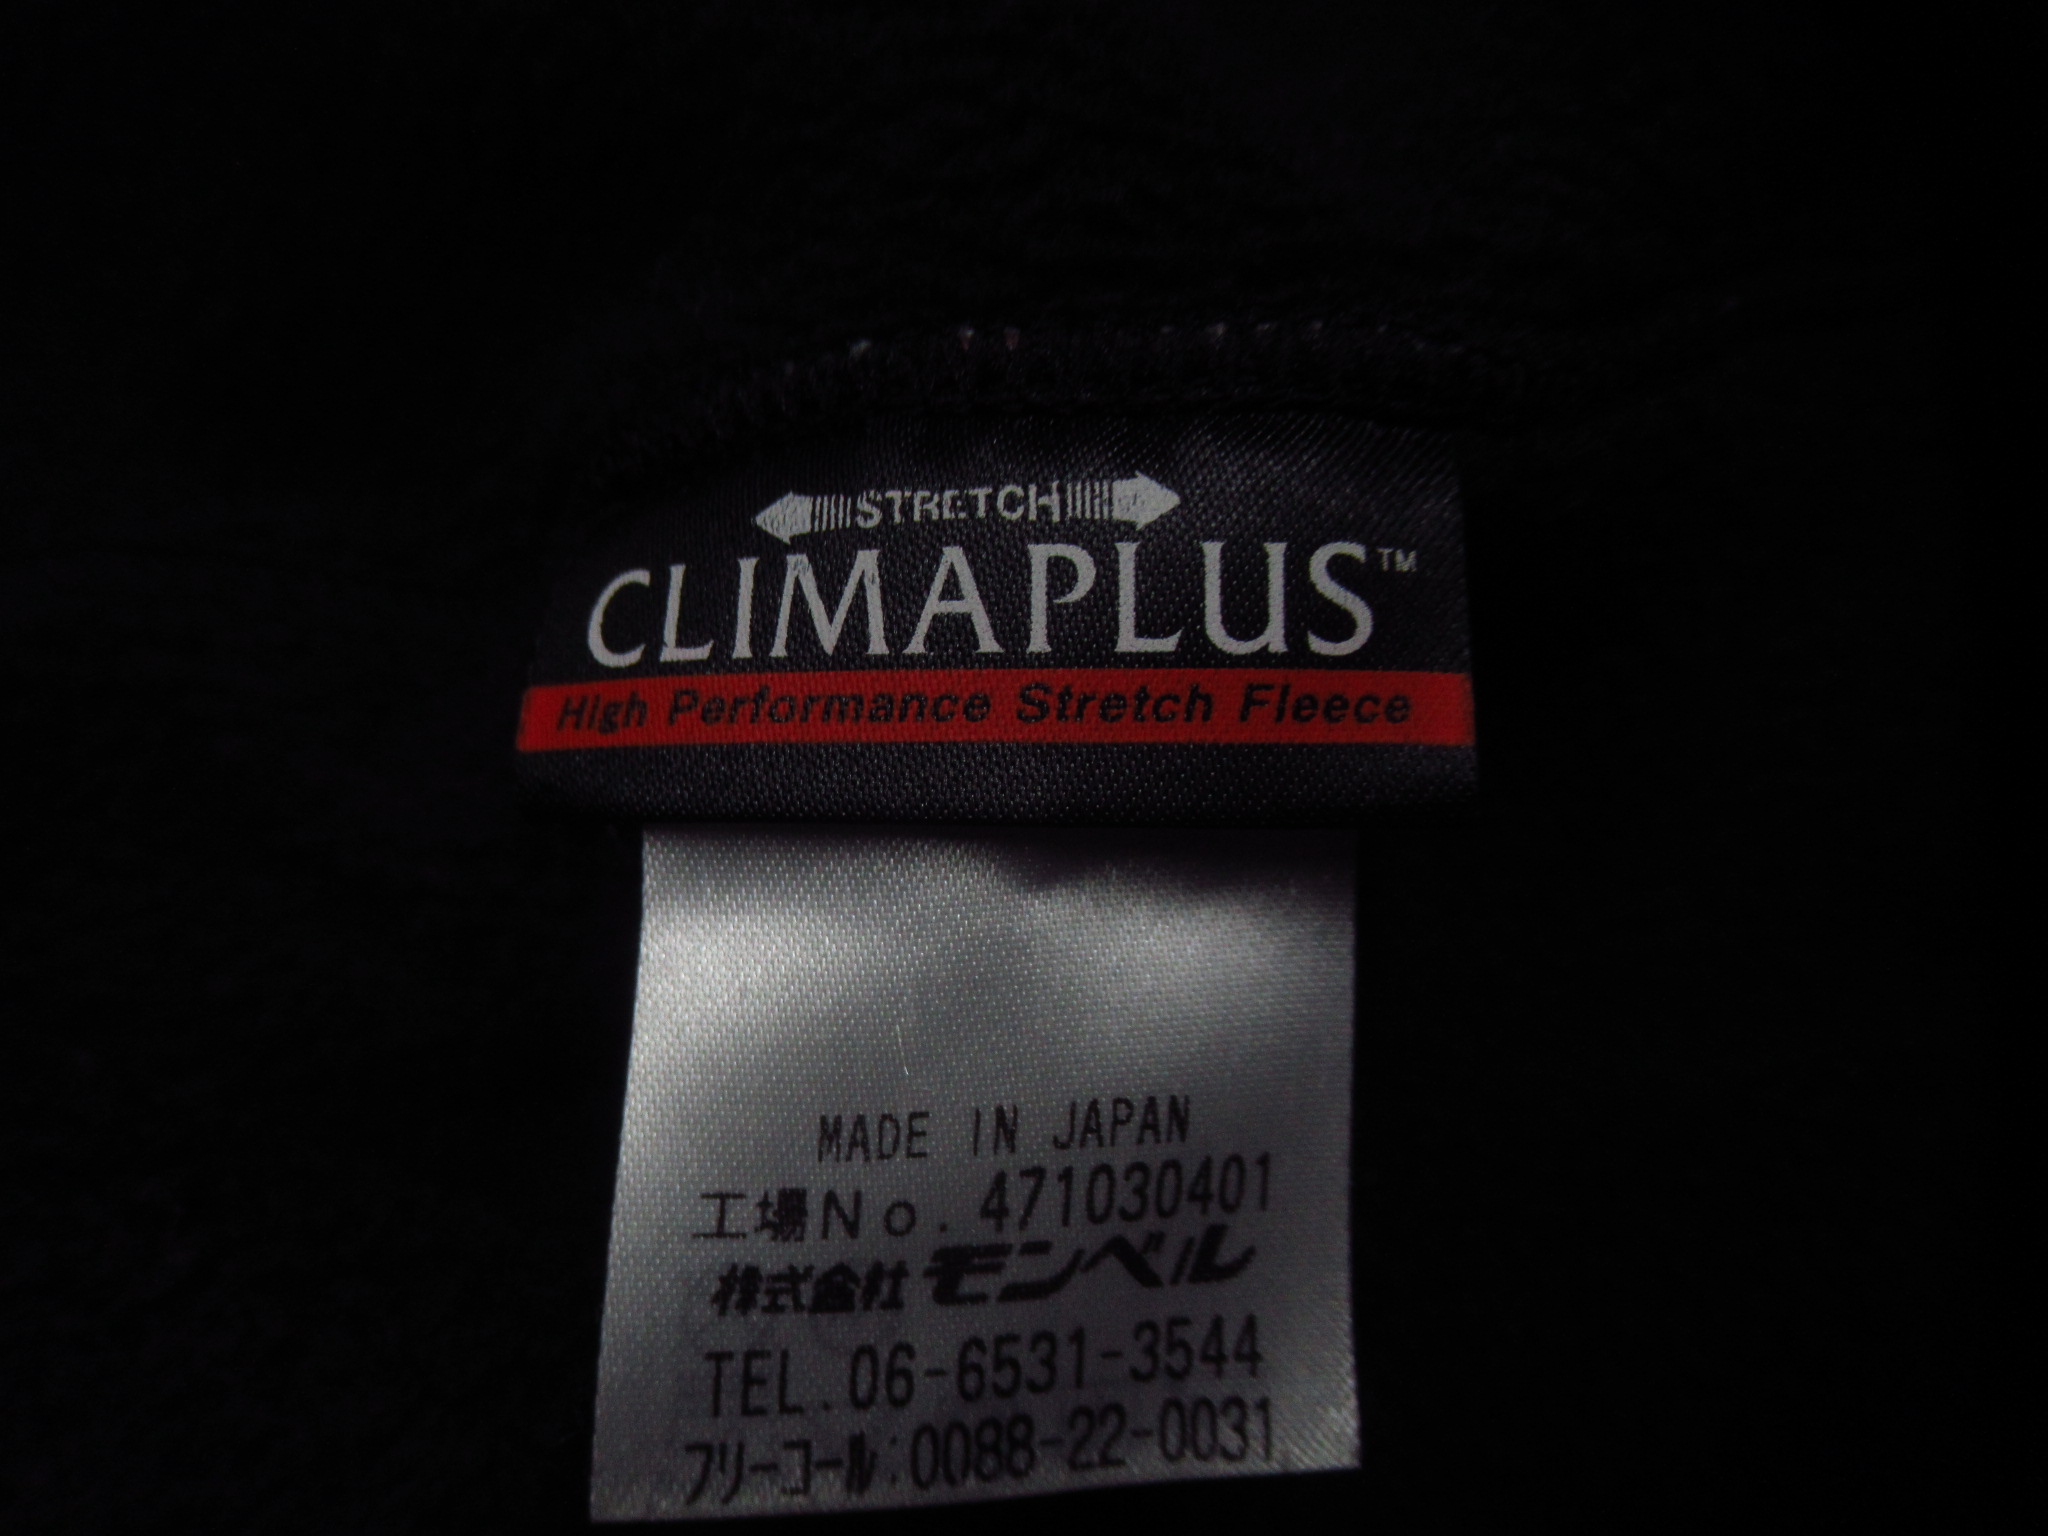 STRETCH
CLIMAPLUS™
High Performance Stretch Fleece
MADE IN JAPAN
工場No. 471030401
株式会社 モンベル
TEL. 06-6531-3544
フリーコール:0088-22-0031